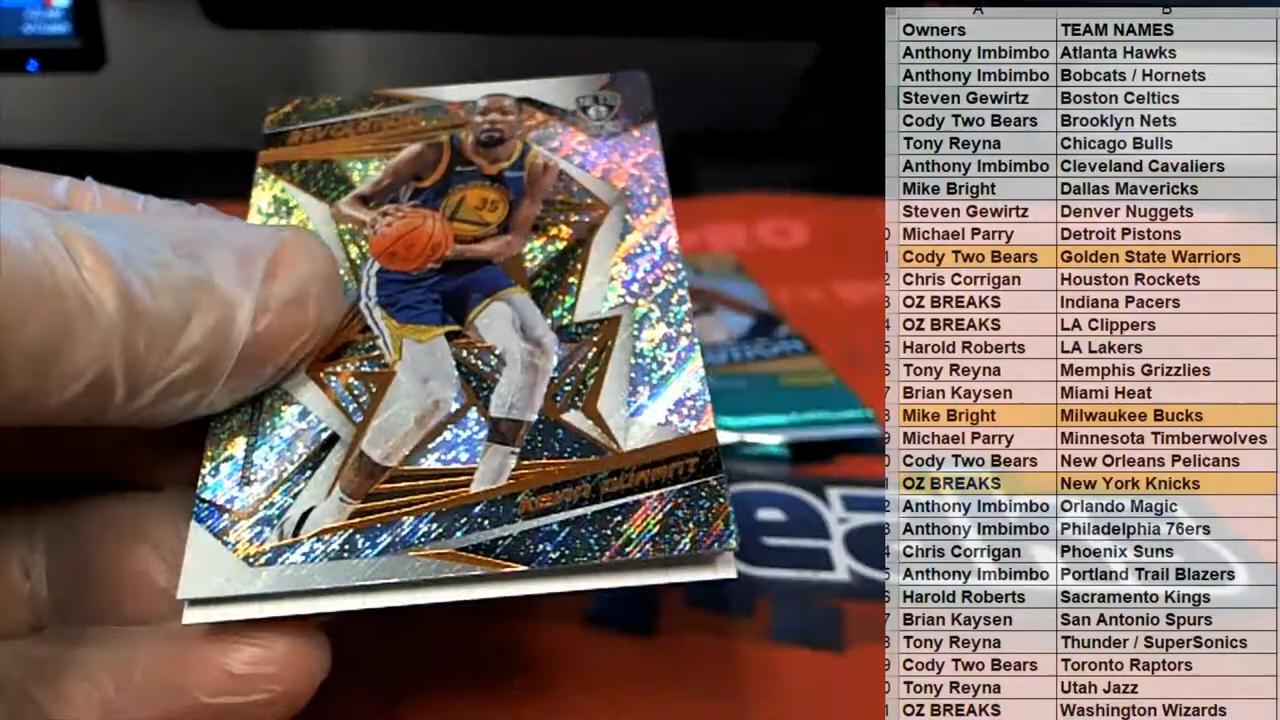 A B
Owners TEAM NAMES
Anthony Imbimbo Atlanta Hawks
Anthony Imbimbo Bobcats / Hornets
Steven Gewirtz Boston Celtics
Cody Two Bears Brooklyn Nets
Tony Reyna Chicago Bulls
Anthony Imbimbo Cleveland Cavaliers
Mike Bright Dallas Mavericks
Steven Gewirtz Denver Nuggets
Michael Parry Detroit Pistons
Cody Two Bears Golden State Warriors
Chris Corrigan Houston Rockets
OZ BREAKS Indiana Pacers
OZ BREAKS LA Clippers
Harold Roberts LA Lakers
Tony Reyna Memphis Grizzlies
Brian Kaysen Miami Heat
Mike Bright Milwaukee Bucks
Michael Parry Minnesota Timberwolves
Cody Two Bears New Orleans Pelicans
OZ BREAKS New York Knicks
Anthony Imbimbo Orlando Magic
Anthony Imbimbo Philadelphia 76ers
Chris Corrigan Phoenix Suns
Anthony Imbimbo Portland Trail Blazers
Harold Roberts Sacramento Kings
Brian Kaysen San Antonio Spurs
Tony Reyna Thunder / SuperSonics
Cody Two Bears Toronto Raptors
Tony Reyna Utah Jazz
OZ BREAKS Washington Wizards
REVOLUTION
NETS
35
KEVIN DURANT
PRO